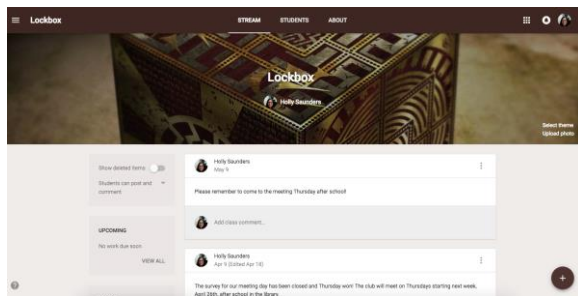 Lockbox
STREAM
STUDENTS
ABOUT
Lockbox
Holly Saunders
Select theme
Upload photo
Show deleted items
Students can post and
comment
UPCOMING
No work due soon
VIEW ALL
Holly Saunders
May 9
Please remember to come to the meeting Thursday after school!
Add class comment...
Holly Saunders
Apr 9 (Edited Apr 18)
The survey for our meeting day has been closed and Thursday won! The club will meet on Thursdays starting next week,
April 26th, after school in the library.